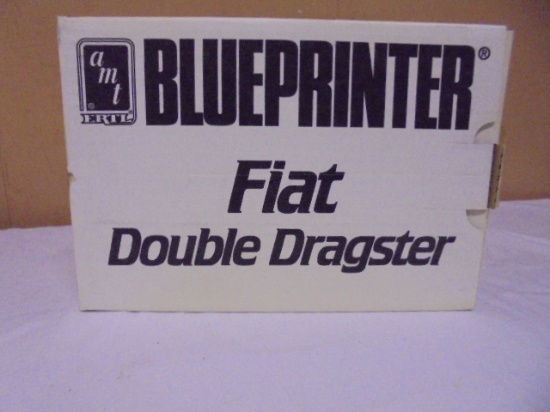 amt
ERTL
BLUEPRINTER®
Fiat
Double Dragster